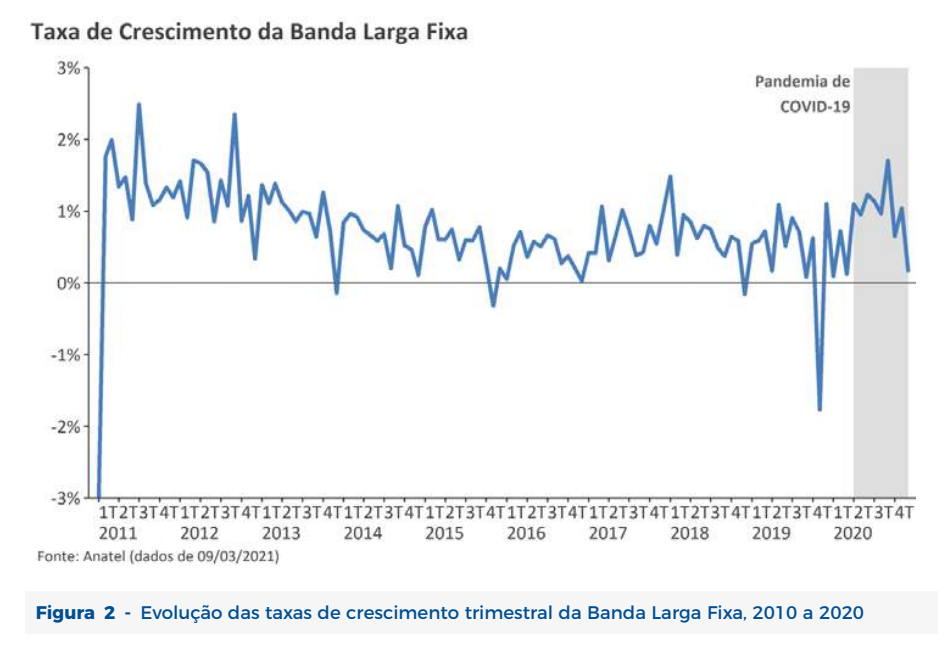 Taxa de Crescimento da Banda Larga Fixa
3%
Pandemia de
COVID-19
2%
1%
0%
-1%
-2%
-3%
1T2T3T4T1T2T3T4T1T2T3T4T1T2T3T4T1T2T3T4T1T2T3T4T1T2T3T4T1T2T3T4T1T2T3T4T1T2T3T4T
2011 2012 2013 2014 2015 2016 2017 2018 2019 2020
Fonte: Anatel (dados de 09/03/2021)
Figura 2 - Evolução das taxas de crescimento trimestral da Banda Larga Fixa, 2010 a 2020